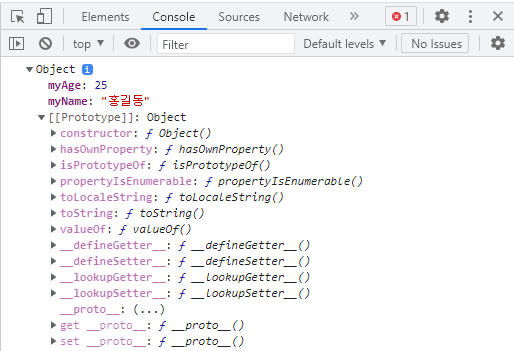 Elements Console Sources Network » 1
top Filter Default levels No Issues
Object i
myAge: 25
myName: "홍길동"
[[Prototype]]: Object
constructor: ƒ Object()
hasOwnProperty: ƒ hasOwnProperty()
isPrototypeOf: ƒ isPrototypeOf()
propertyIsEnumerable: ƒ propertyIsEnumerable()
toLocaleString: ƒ toLocaleString()
toString: ƒ toString()
valueOf: ƒ valueOf()
__defineGetter__: ƒ __defineGetter__()
__defineSetter__: ƒ __defineSetter__()
__lookupGetter__: ƒ __lookupGetter__()
__lookupSetter__: ƒ __lookupSetter__()
__proto__: (...)
get __proto__: ƒ __proto__()
set __proto__: ƒ __proto__()